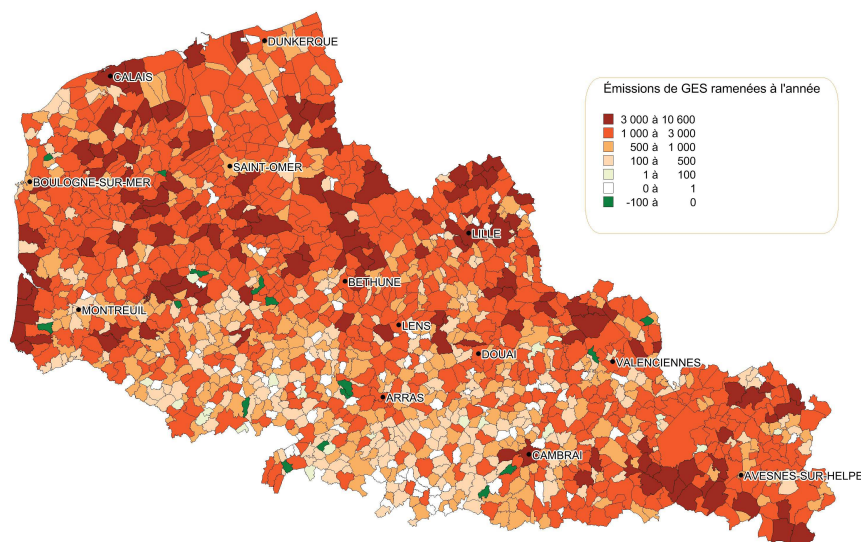 DUNKERQUE
CALAIS
Émissions de GES ramenées à l'année
3 000 à 10 600
1 000 à 3 000
500 à 1 000
100 à 500
1 à 100
0 à 1
-100 à 0
SAINT-OMER
BOULOGNE-SUR-MER
LILLE
BETHUNE
MONTREUIL
LENS
DOUAI
VALENCIENNES
ARRAS
CAMBRAI
AVESNES-SUR-HELPE